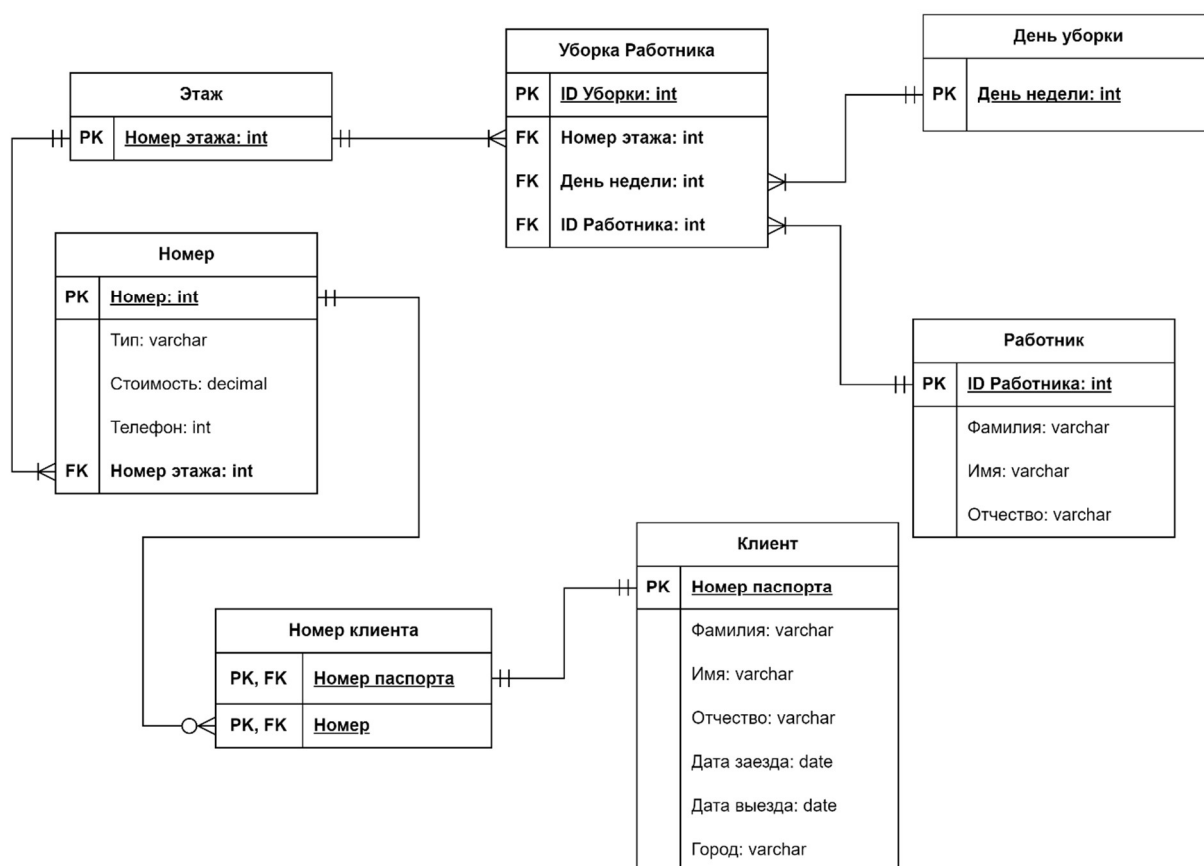 Этаж
PK Номер этажа: int
Уборка Работника
PK ID Уборки: int
FK Номер этажа: int
FK День недели: int
FK ID Работника: int
День уборки
PK День недели: int
Номер
PK Номер: int
Тип: varchar
Стоимость: decimal
Телефон: int
FK Номер этажа: int
Работник
PK ID Работника: int
Фамилия: varchar
Имя: varchar
Отчество: varchar
Номер клиента
PK, FK Номер паспорта
PK, FK Номер
Клиент
PK Номер паспорта
Фамилия: varchar
Имя: varchar
Отчество: varchar
Дата заезда: date
Дата выезда: date
Город: varchar